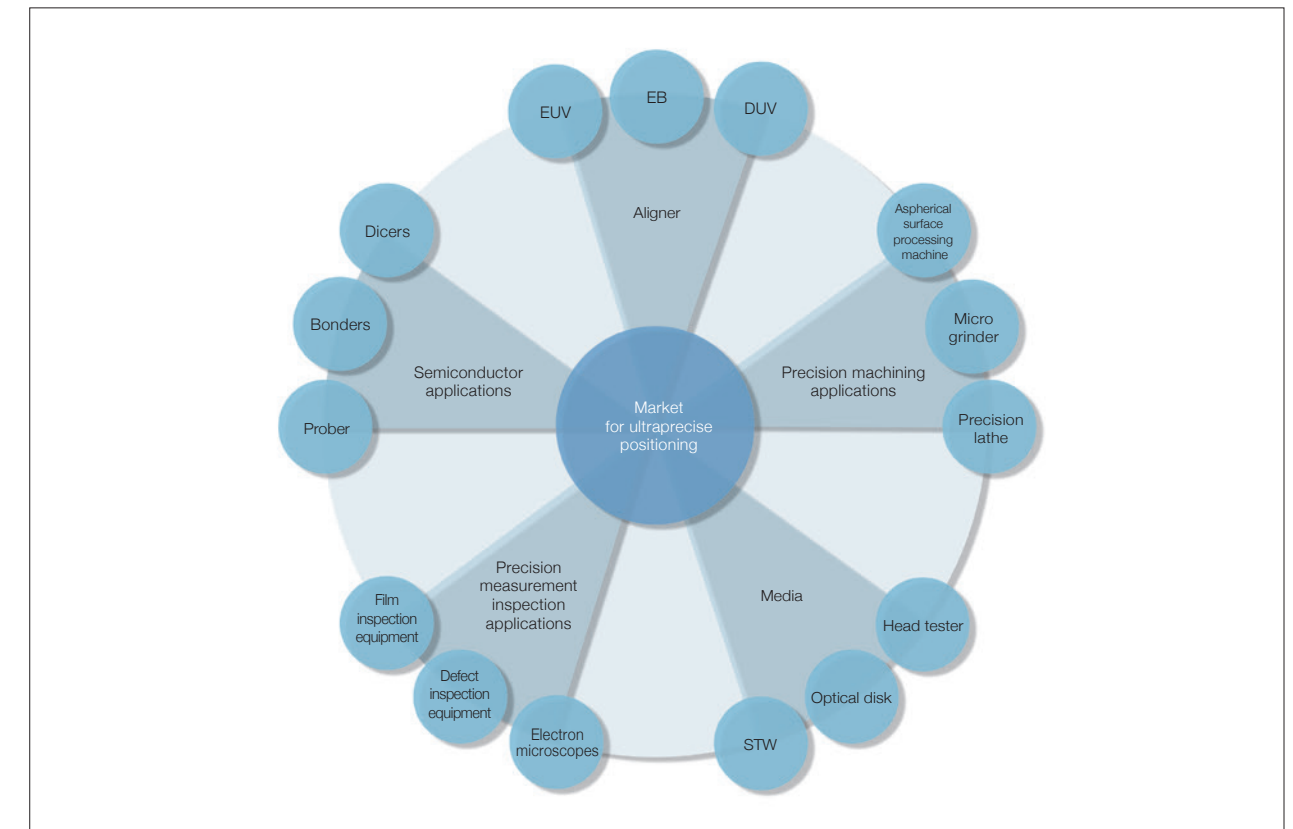 EUV
EB
DUV
Aligner
Dicers
Bonders
Prober
Semiconductor
applications
Aspherical
surface
processing
machine
Micro
grinder
Precision
lathe
Precision machining
applications
Market
for ultraprecise
positioning
Precision
measurement
inspection
applications
Film
inspection
equipment
Defect
inspection
equipment
Electron
microscopes
Media
Head tester
Optical disk
STW